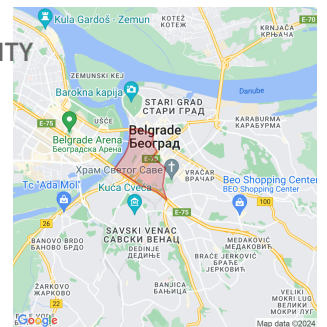 ITY
Kula Gardoš - Zemun
КОТЕЖ
KOTEŽ
KRNJAČA
КРЊАЧА
ZEMUNSKI KEJ
Barokna kapija
Danube
E-75
STARI GRAD
СТАРИ ГРАД
UŠĆE
УШЋЕ
KARABURMA
КАРАБУРМА
Belgrade
Београд
Belgrade Arena
Београдска Арена
E-75
Храм Светог Саве
Тс "Ada Mol"
VRAČAR
ВРАЧАР
Beo Shopping Center
BEO Shopping Center
Kuća Cveća
100
E-75
BANOVO BRDO
БАНОВО БРДО
SAVSKI VENAC
САВСКИ ВЕНАЦ
DEDINJE
ДЕДИЊЕ
MEDAKOVIĆ
МЕДАКОВИЋ
BRAĆE JERKOVIĆ
БРАЋЕ ЈЕРКОВИЋ
ŽARKOVO
ЖАРКОВО
BANJICA
БАЊИЦА
VELIKI
MOKRI LUG
ВЕЛИКИ
МОКРИ ЛУГ
Google
Map data ©2024